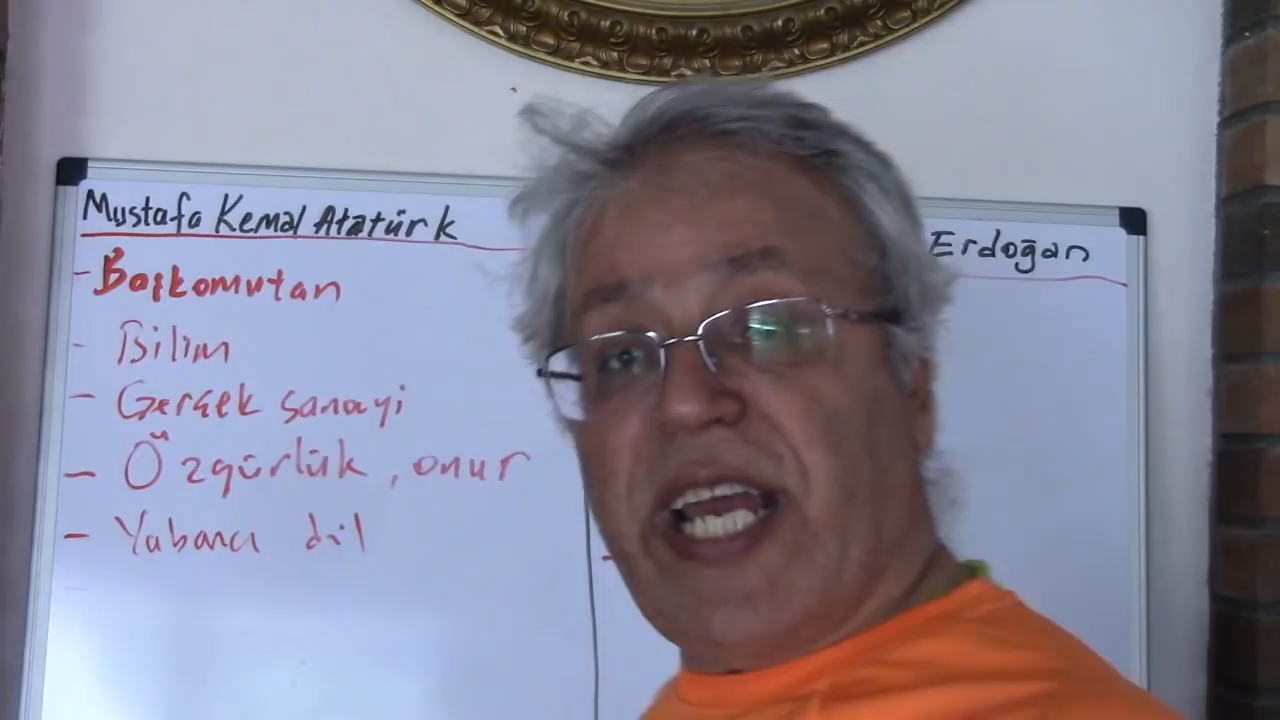 Mustafa Kemal Atatürk
Erdoğan
- Başkomutan
- Bilim
- Gerçek sanayi
- Özgürlük, onur
- Yabancı dil